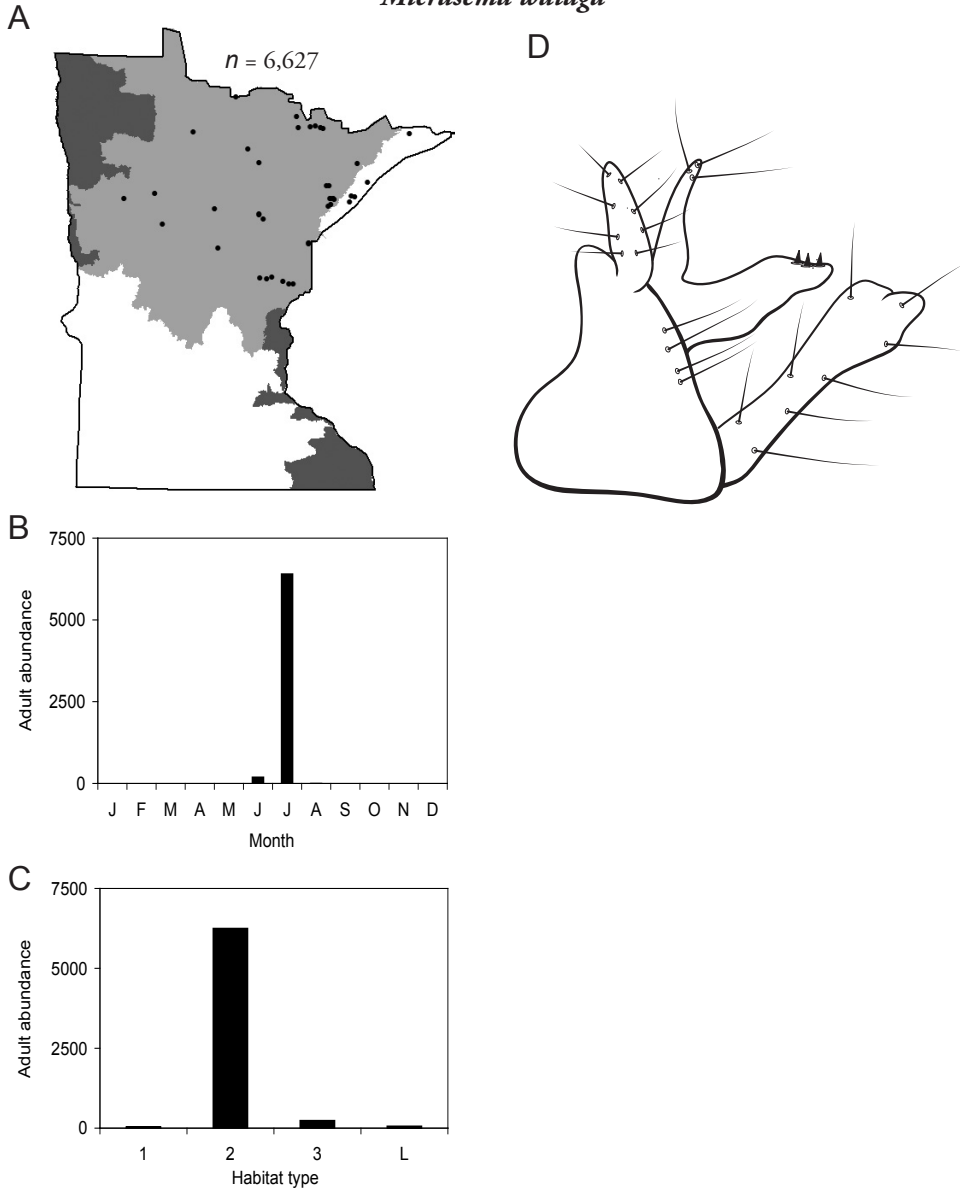 Micrasema wataga
A
n = 6,627
D
B
7500
5000
2500
0
Adult abundance
J F M A M J J A S O N D
Month
C
7500
5000
2500
0
Adult abundance
1 2 3 L
Habitat type